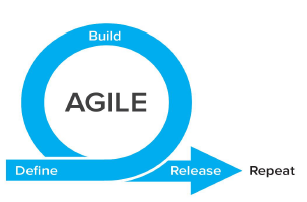 Build
AGILE
Define
Release
Repeat